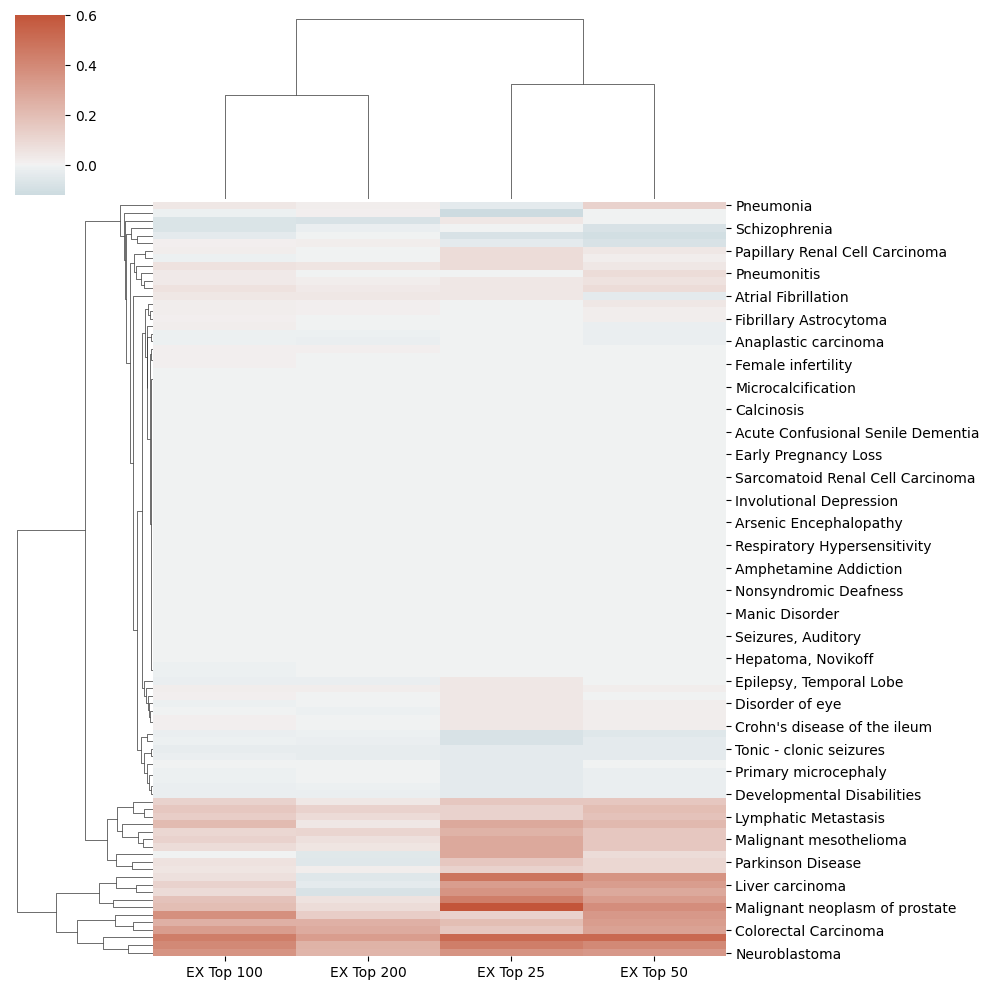 0.6
0.4
0.2
0.0
Pneumonia
Schizophrenia
Papillary Renal Cell Carcinoma
Pneumonitis
Atrial Fibrillation
Fibrillary Astrocytoma
Anaplastic carcinoma
Female infertility
Microcalcification
Calcinosis
Acute Confusional Senile Dementia
Early Pregnancy Loss
Sarcomatoid Renal Cell Carcinoma
Involutional Depression
Arsenic Encephalopathy
Respiratory Hypersensitivity
Amphetamine Addiction
Nonsyndromic Deafness
Manic Disorder
Seizures, Auditory
Hepatoma, Novikoff
Epilepsy, Temporal Lobe
Disorder of eye
Crohn's disease of the ileum
Tonic - clonic seizures
Primary microcephaly
Developmental Disabilities
Lymphatic Metastasis
Malignant mesothelioma
Parkinson Disease
Liver carcinoma
Malignant neoplasm of prostate
Colorectal Carcinoma
Neuroblastoma
EX Top 100 EX Top 200 EX Top 25 EX Top 50